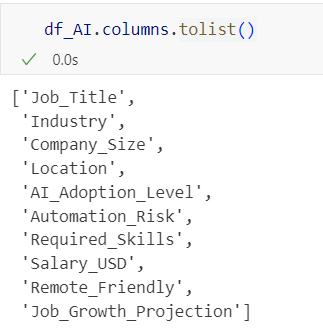 df_AI.columns.tolist()
0.0s
['Job_Title',
'Industry',
'Company_Size',
'Location',
'AI_Adoption_Level',
'Automation_Risk',
'Required_Skills',
'Salary_USD',
'Remote_Friendly',
'Job_Growth_Projection']